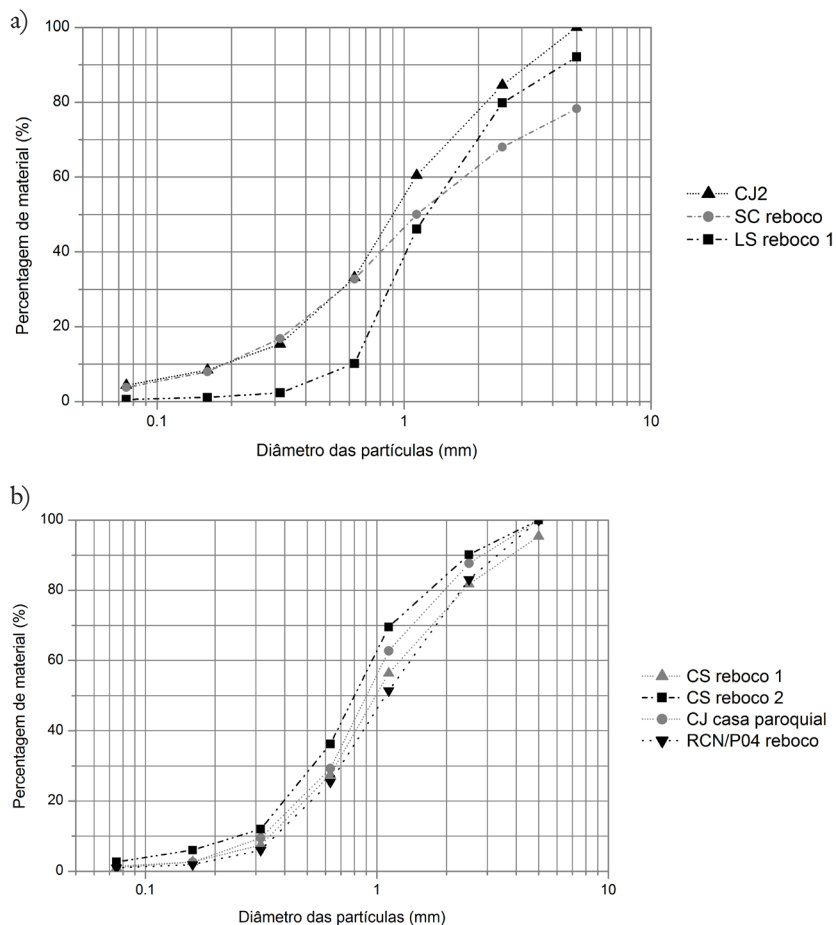 a)
100
80
60
40
20
0
Percentagem de material (%)
0.1
1
10
Diâmetro das partículas (mm)
CJ2
SC reboco
LS reboco 1
b)
100
80
60
40
20
0
Percentagem de material (%)
0.1
1
10
Diâmetro das partículas (mm)
CS reboco 1
CS reboco 2
CJ casa paroquial
RCN/P04 reboco